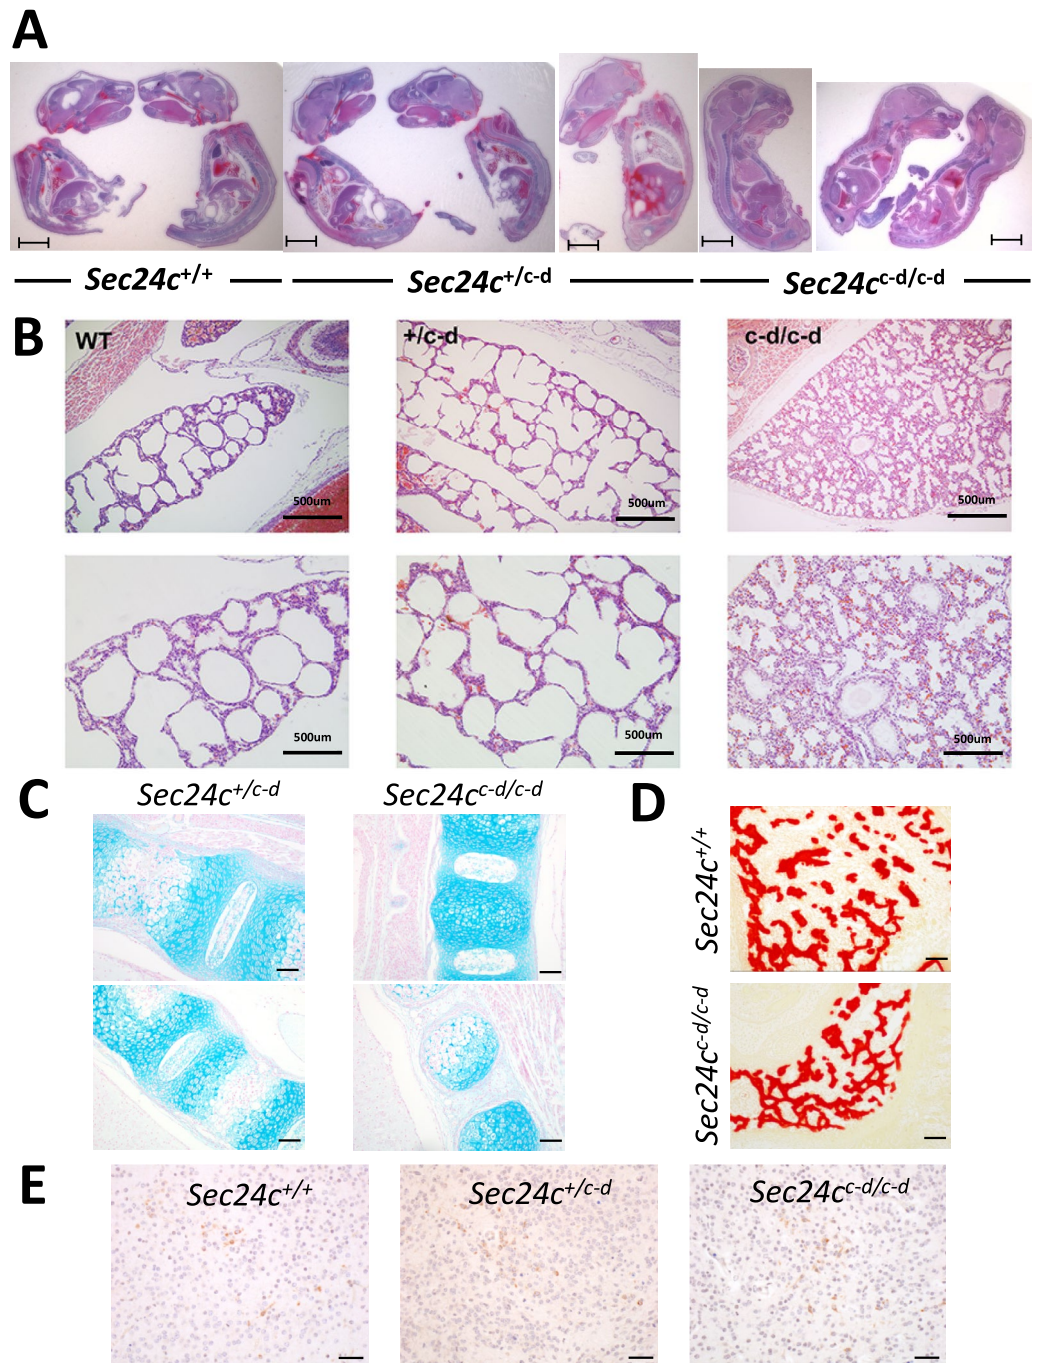 A
Sec24c+/+ Sec24c+/c-d Sec24cc-d/c-d
B
WT +/c-d c-d/c-d
500um 500um 500um
500um 500um 500um
C Sec24c+/c-d Sec24cc-d/c-d D
Sec24c+/+
Sec24cc-d/c-d
E Sec24c+/+ Sec24c+/c-d Sec24cc-d/c-d